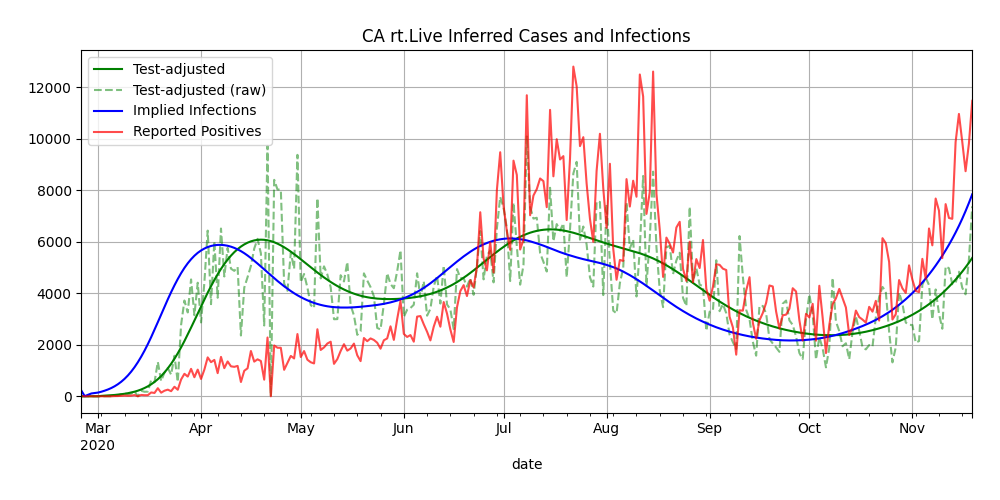 CA rt.Live Inferred Cases and Infections
Test-adjusted
Test-adjusted (raw)
Implied Infections
Reported Positives
12000
10000
8000
6000
4000
2000
0
Mar Apr May Jun Jul Aug Sep Oct Nov
2020
date